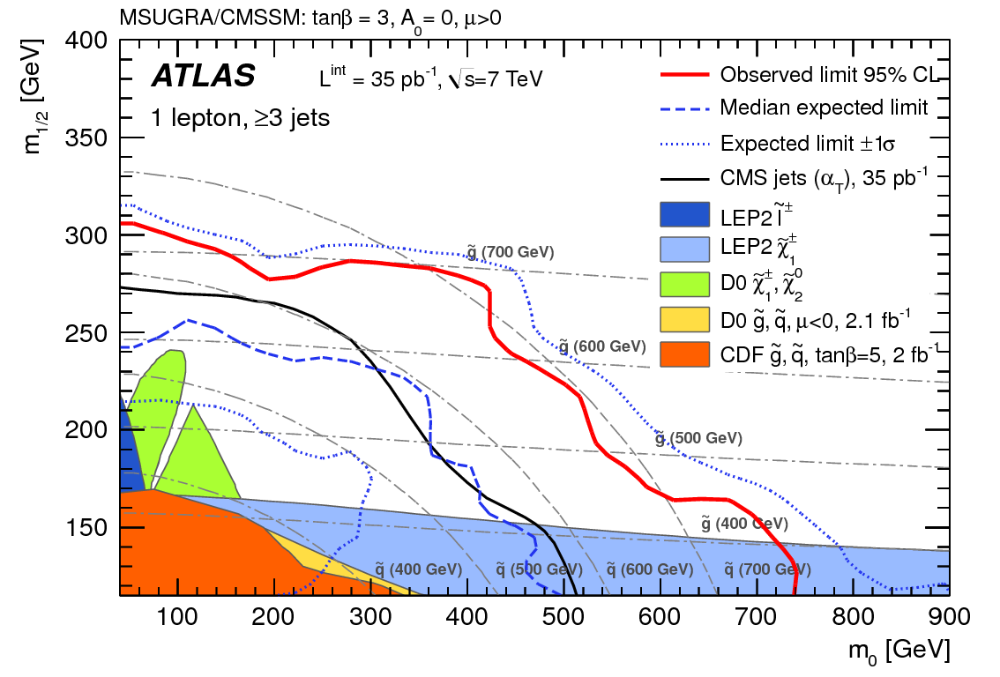 MSUGRA/CMSSM: tanβ = 3, A₀= 0, μ>0
m₁/₂ [GeV]
ATLAS
Lⁱⁿᵗ = 35 pb⁻¹, √s=7 TeV
1 lepton, ≥3 jets
Observed limit 95% CL
Median expected limit
Expected limit ±1σ
CMS jets (α_T), 35 pb⁻¹
LEP2 l̃±
LEP2 χ̃₁±
D0 χ̃₁±, χ̃₂⁰
D0 g̃, q̃, μ<0, 2.1 fb⁻¹
CDF g̃, q̃, tanβ=5, 2 fb⁻¹
400
350
300
250
200
150
g̃ (700 GeV)
g̃ (600 GeV)
g̃ (500 GeV)
g̃ (400 GeV)
q̃ (400 GeV) q̃ (500 GeV) q̃ (600 GeV) q̃ (700 GeV)
100 200 300 400 500 600 700 800 900
m₀ [GeV]